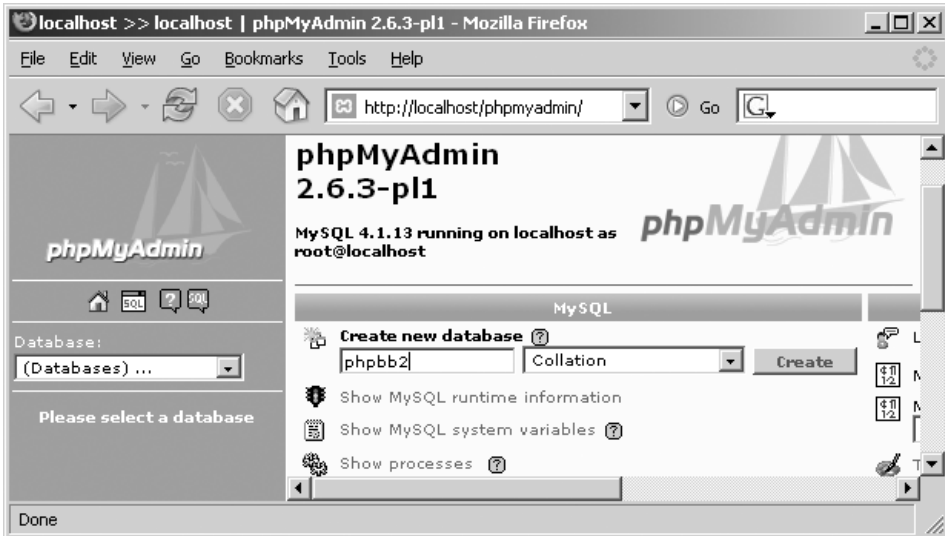 localhost >> localhost | phpMyAdmin 2.6.3-pl1 - Mozilla Firefox
File Edit View Go Bookmarks Tools Help
http://localhost/phpmyadmin/ Go G
phpMyAdmin
2.6.3-pl1
phpMyAdmin
MySQL 4.1.13 running on localhost as
root@localhost
phpMyAdmin
SQL ? SQL
Database:
(Databases) ...
Please select a database
MySQL
Create new database ?
phpbb2 Collation Create
Show MySQL runtime information
Show MySQL system variables ?
Show processes ?
Done